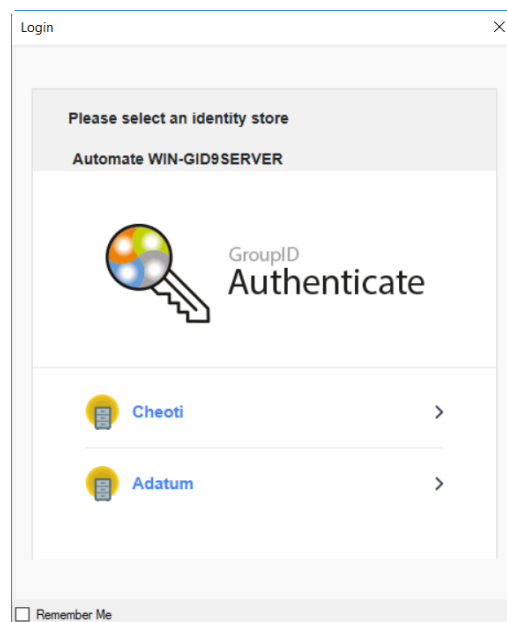 Login
Please select an identity store
Automate WIN-GID9SERVER
GroupID
Authenticate
Cheoti
Adatum
Remember Me